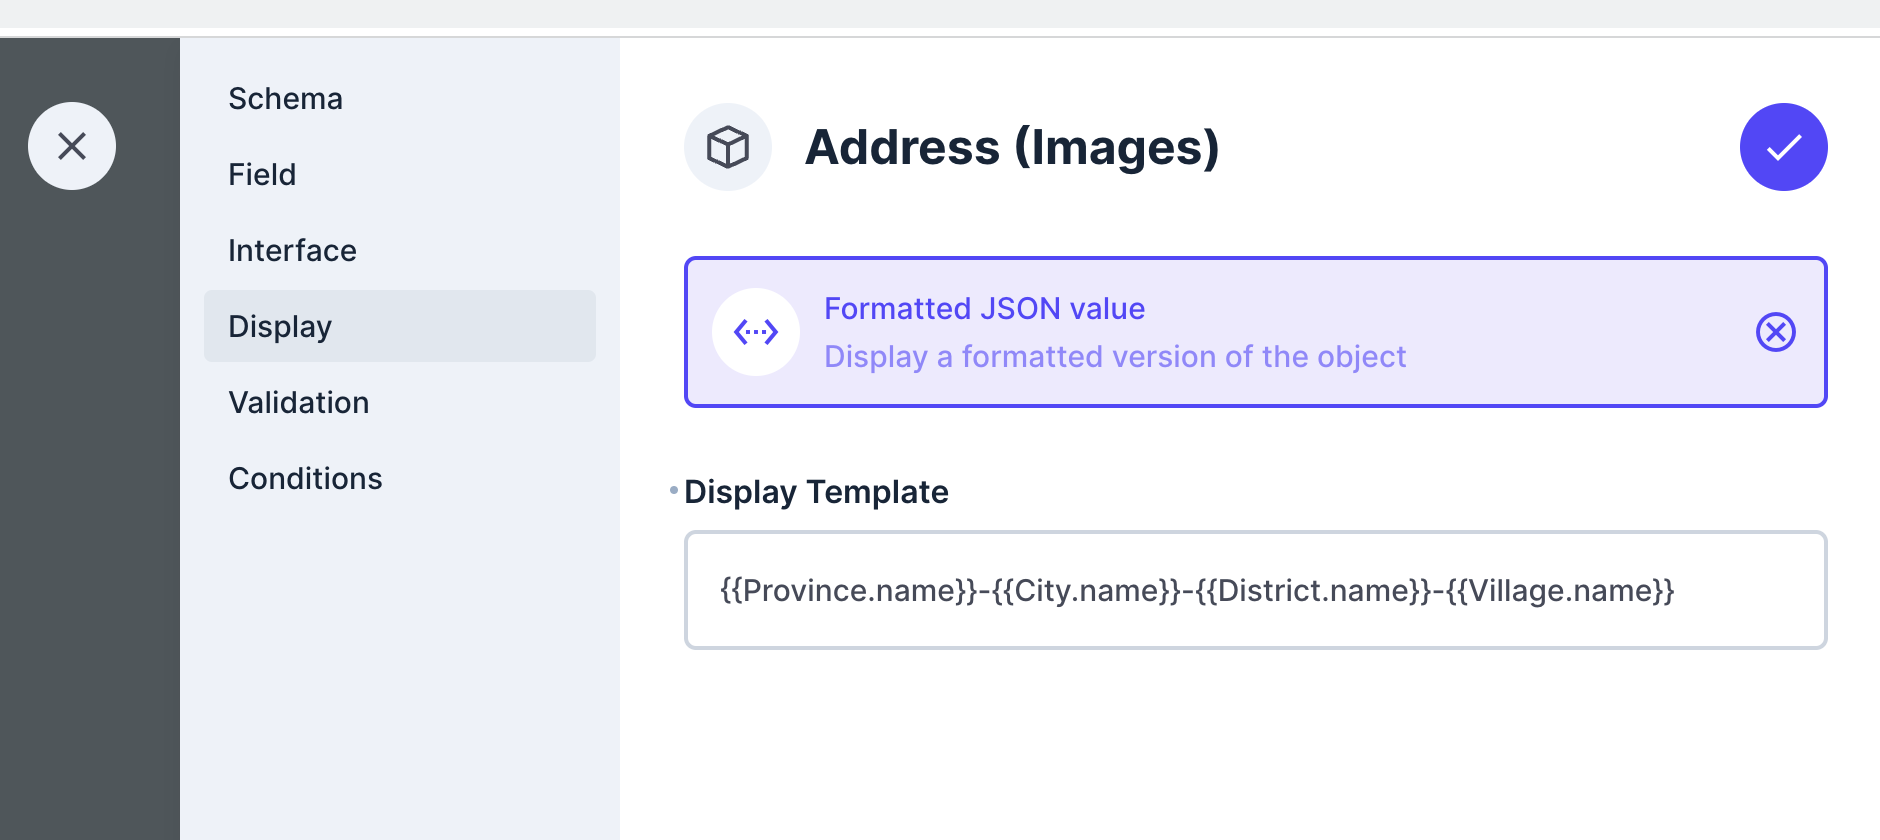 Schema
Field
Interface
Display
Validation
Conditions
Address (Images)
Formatted JSON value
Display a formatted version of the object
Display Template
{{Province.name}}-{{City.name}}-{{District.name}}-{{Village.name}}